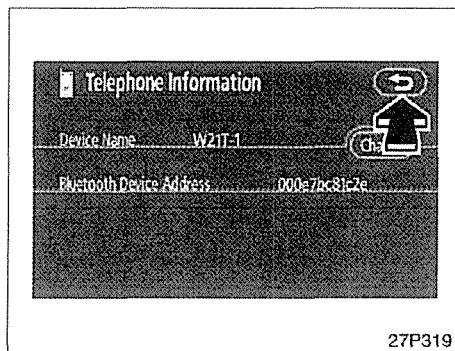 Telephone Information
Device Name W21T-1
Bluetooth Device Address 000e7bc81c2e
27P319